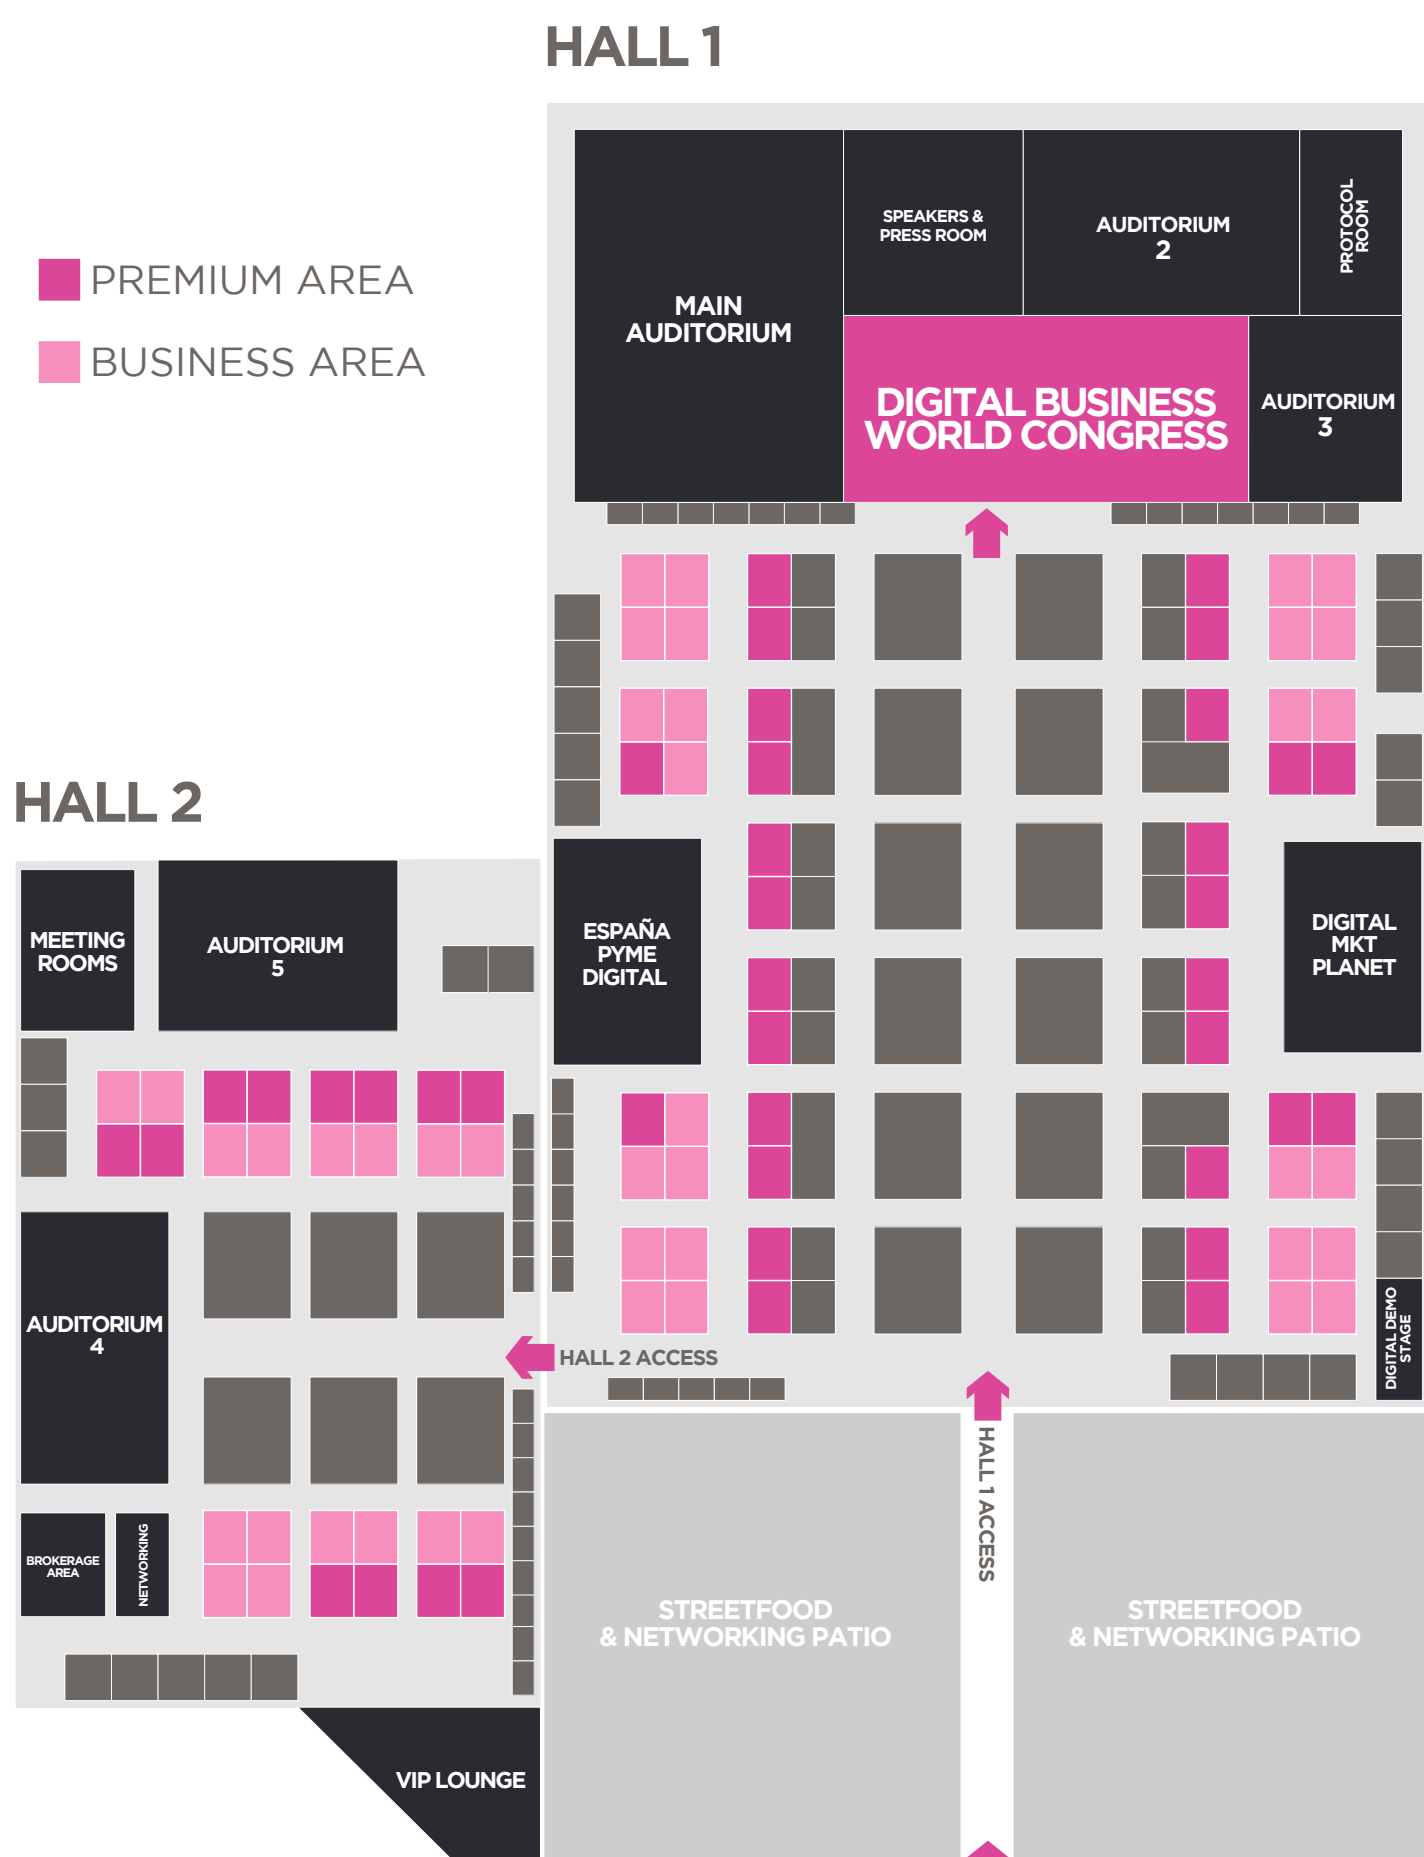 HALL 1
PREMIUM AREA
BUSINESS AREA
MAIN
AUDITORIUM
SPEAKERS &
PRESS ROOM
AUDITORIUM
2
PROTOCOL
ROOM
DIGITAL BUSINESS
WORLD CONGRESS
AUDITORIUM
3
HALL 2
MEETING
ROOMS
AUDITORIUM
5
ESPAÑA
PYME
DIGITAL
DIGITAL
MKT
PLANET
AUDITORIUM
4
HALL 2 ACCESS
DIGITAL DEMO
STAGE
HALL 1 ACCESS
BROKERAGE
AREA
NETWORKING
STREETFOOD
& NETWORKING PATIO
STREETFOOD
& NETWORKING PATIO
VIP LOUNGE